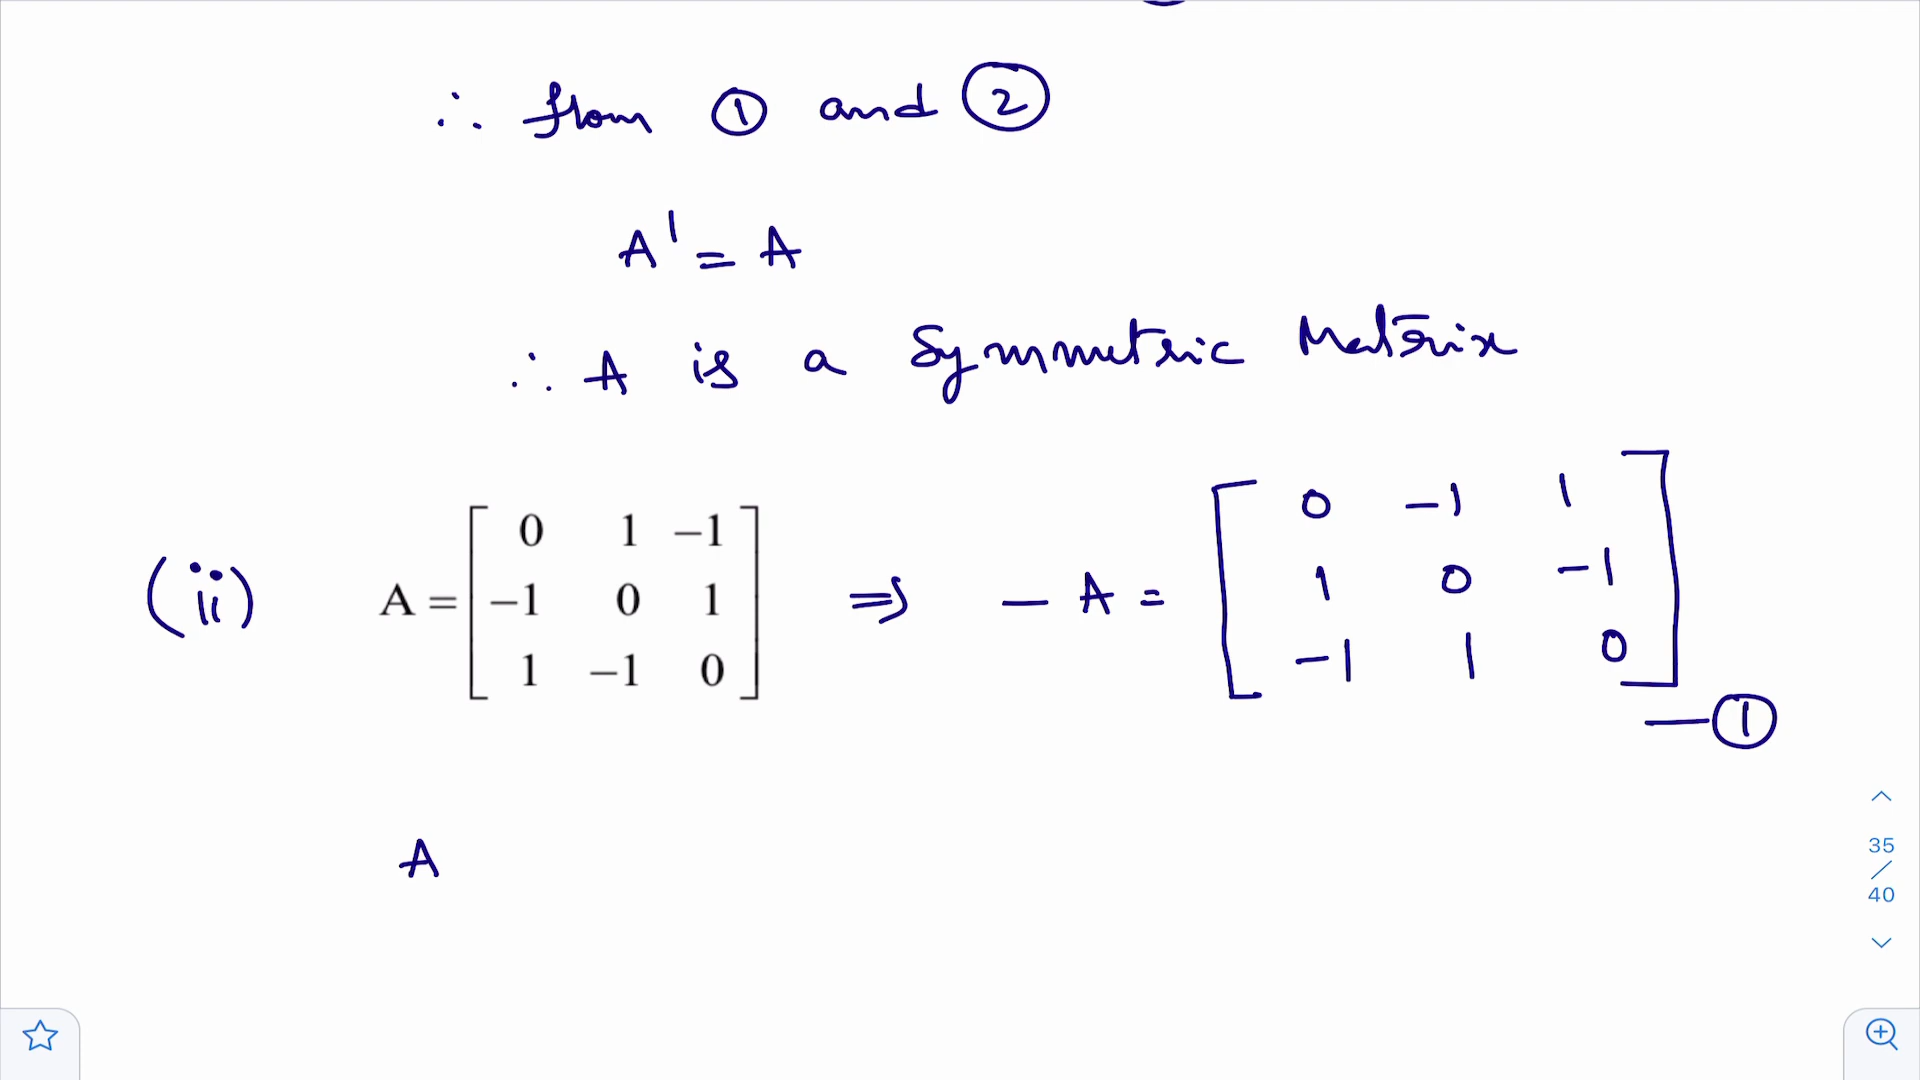 ∴ from ① and ②
A' = A
∴ A is a Symmetric Matrix
(ii) A = [ 0 1 −1 ; −1 0 1 ; 1 −1 0 ] ⇒ − A = [ 0 −1 1 ; 1 0 −1 ; −1 1 0 ] —①
A
35
/
40